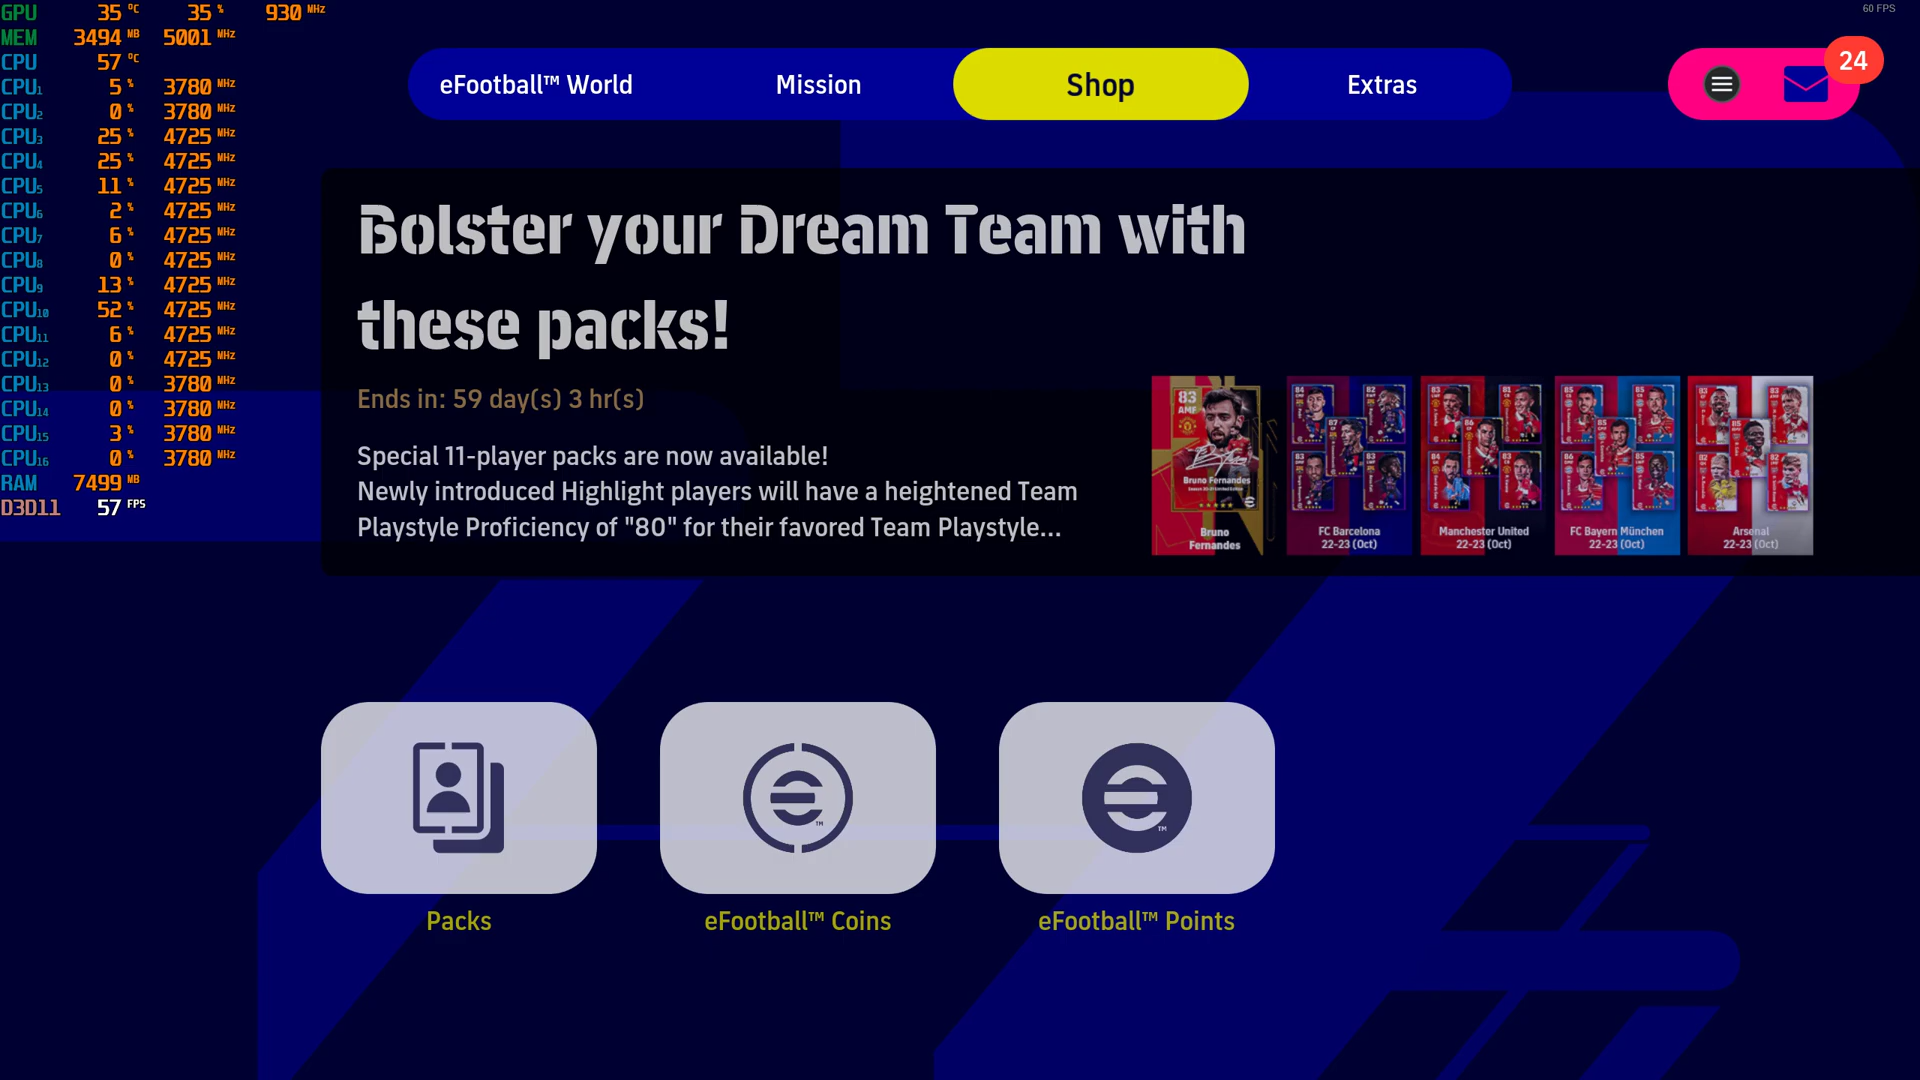 GPU 35 °C 35 % 930 MHz
MEM 3494 MB 5001 MHz
CPU 57 °C
CPU1 5 % 3780 MHz
CPU2 0 % 3780 MHz
CPU3 25 % 4725 MHz
CPU4 25 % 4725 MHz
CPU5 11 % 4725 MHz
CPU6 2 % 4725 MHz
CPU7 6 % 4725 MHz
CPU8 0 % 4725 MHz
CPU9 13 % 4725 MHz
CPU10 52 % 4725 MHz
CPU11 6 % 4725 MHz
CPU12 0 % 4725 MHz
CPU13 0 % 3780 MHz
CPU14 0 % 3780 MHz
CPU15 3 % 3780 MHz
CPU16 0 % 3780 MHz
RAM 7499 MB
D3D11 57 FPS
60 FPS
eFootball™ World
Mission
Shop
Extras
24
Bolster your Dream Team with
these packs!
Ends in: 59 day(s) 3 hr(s)
Special 11-player packs are now available!
Newly introduced Highlight players will have a heightened Team
Playstyle Proficiency of "80" for their favored Team Playstyle...
83
AMF
Bruno Fernandes
Bruno
Fernandes
FC Barcelona
22-23 (Oct)
Manchester United
22-23 (Oct)
FC Bayern München
22-23 (Oct)
Arsenal
22-23 (Oct)
Packs
eFootball™ Coins
eFootball™ Points